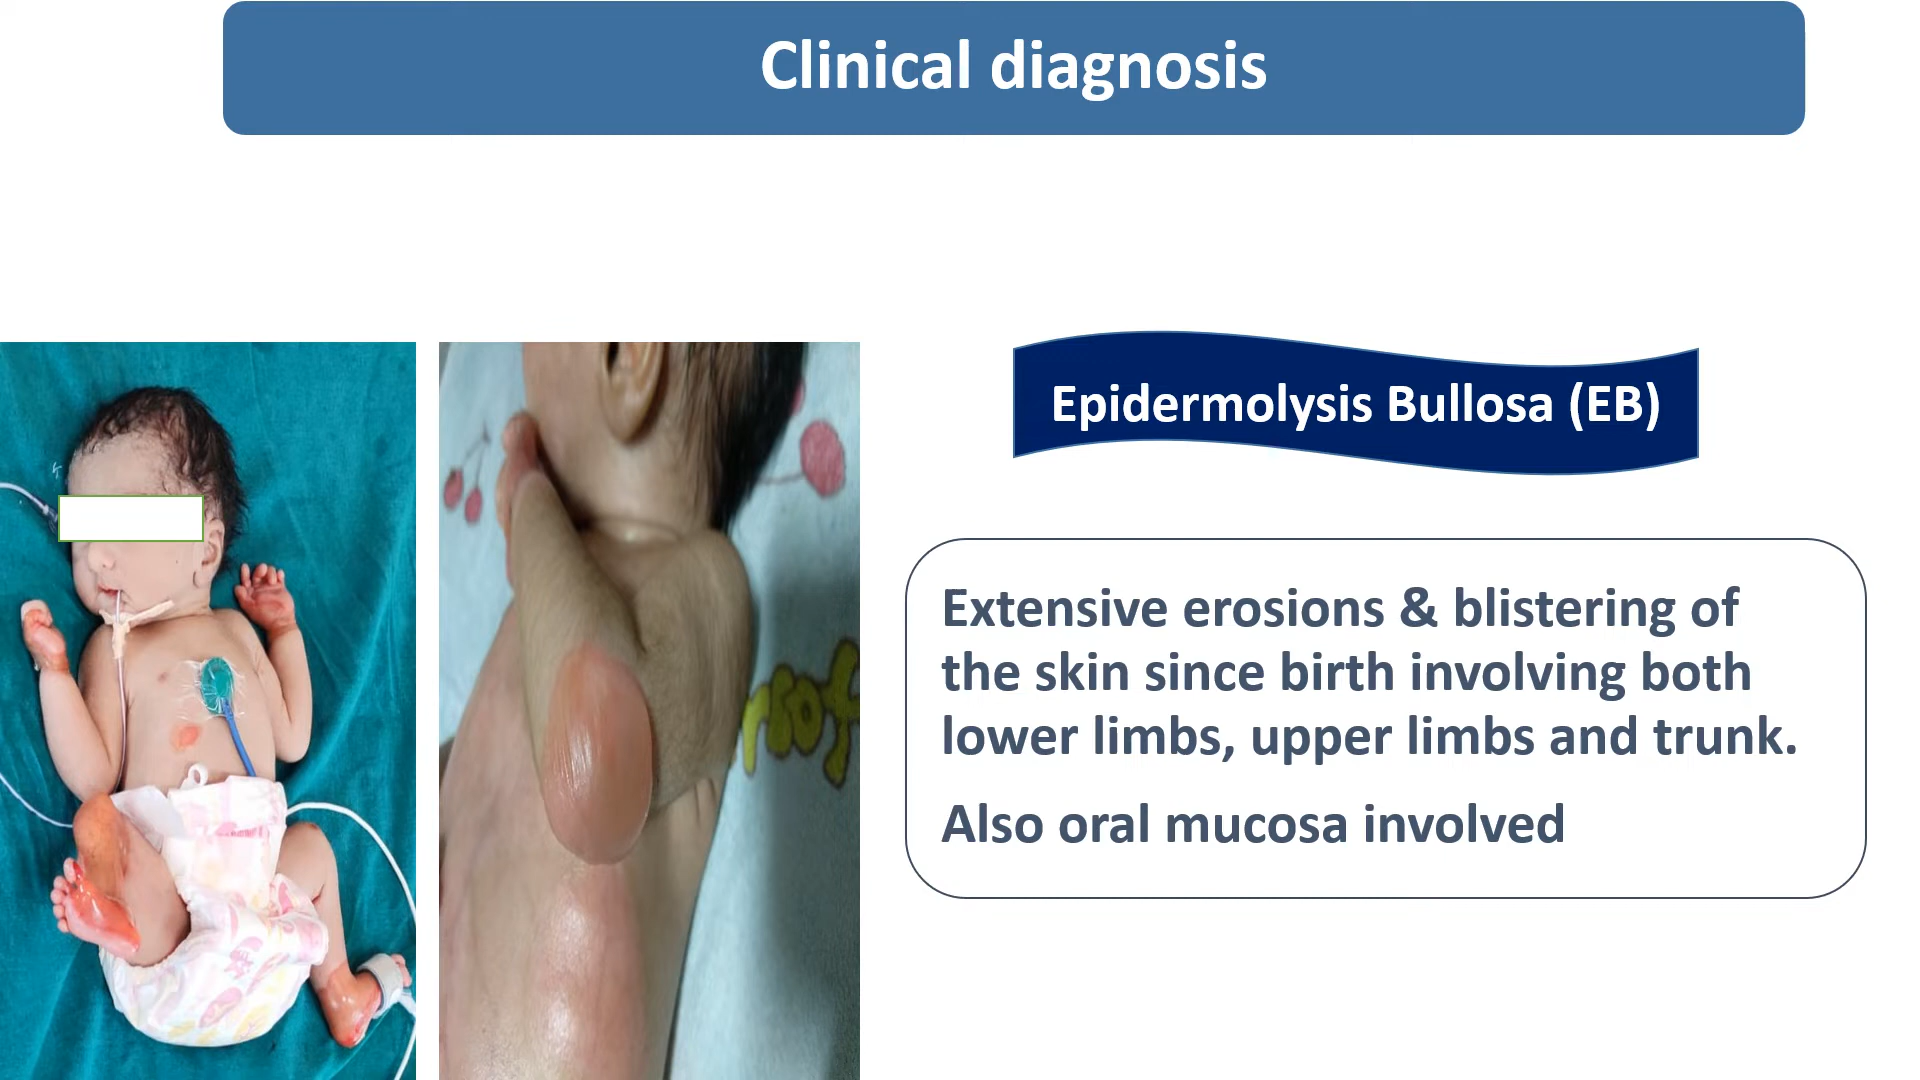 Clinical diagnosis
Epidermolysis Bullosa (EB)
Extensive erosions & blistering of
the skin since birth involving both
lower limbs, upper limbs and trunk.
Also oral mucosa involved